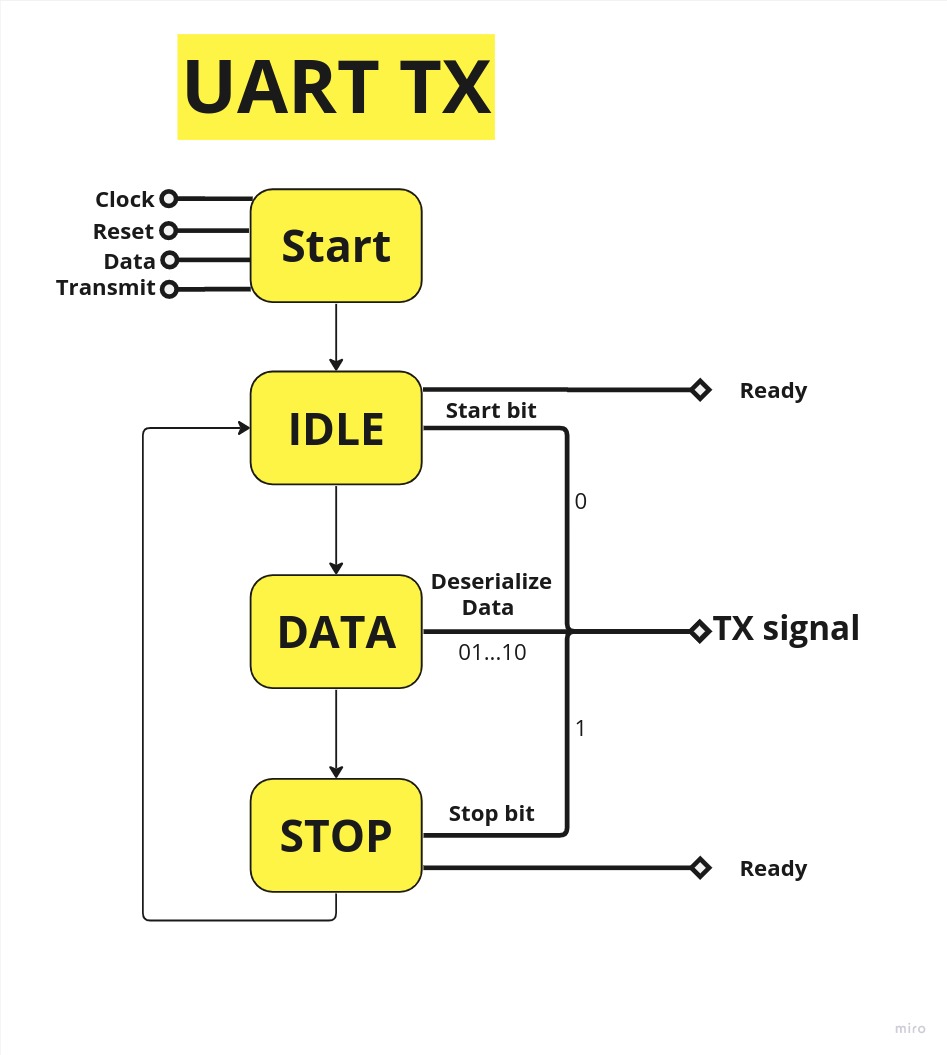 UART TX
Clock
Reset
Data
Transmit
Start
IDLE
Ready
Start bit
0
DATA
Deserialize
Data
01...10
TX signal
1
STOP
Stop bit
Ready
miro